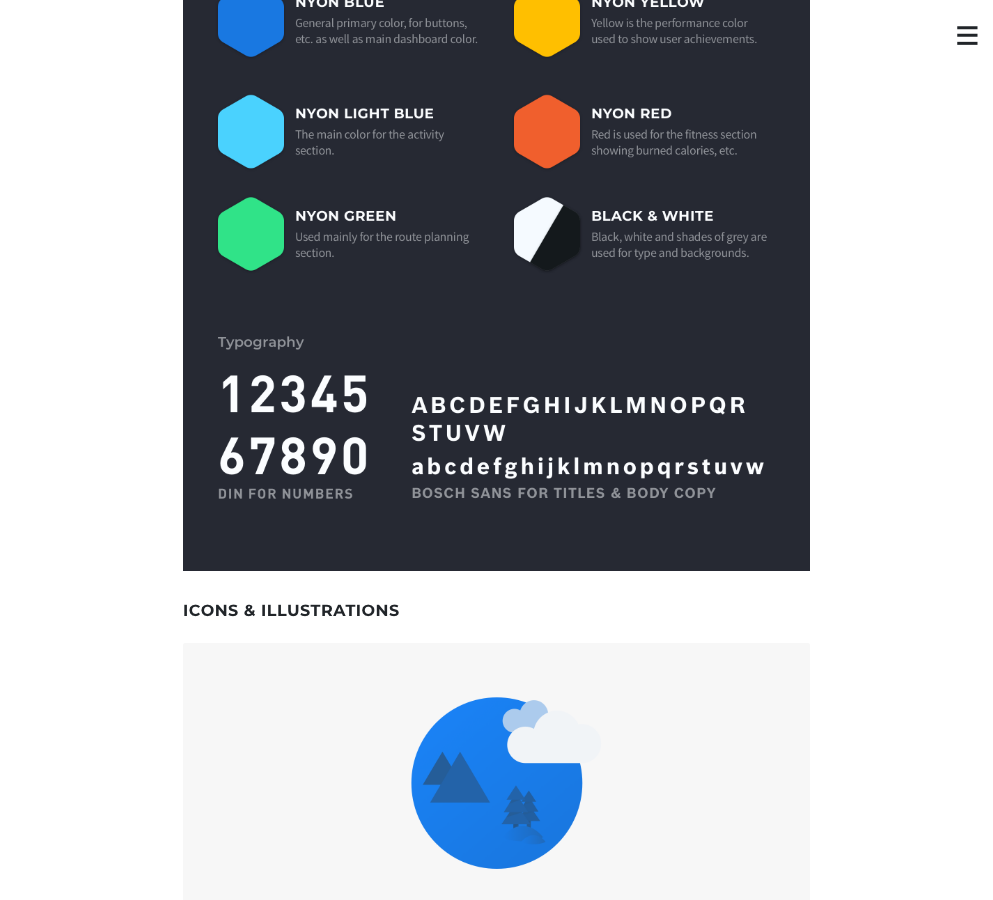 NYON BLUE
General primary color, for buttons,
etc. as well as main dashboard color.
NYON YELLOW
Yellow is the performance color
used to show user achievements.
NYON LIGHT BLUE
The main color for the activity
section.
NYON RED
Red is used for the fitness section
showing burned calories, etc.
NYON GREEN
Used mainly for the route planning
section.
BLACK & WHITE
Black, white and shades of grey are
used for type and backgrounds.
Typography
12345
67890
DIN FOR NUMBERS
ABCDEFGHIJKLMNOPQR
STUVW
abcdefghijklmnopqrstuvw
BOSCH SANS FOR TITLES & BODY COPY
ICONS & ILLUSTRATIONS